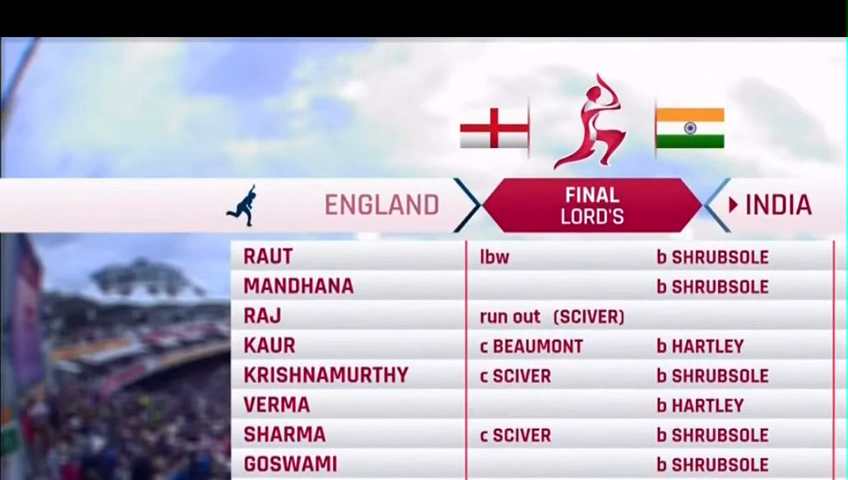 ENGLAND FINAL LORD'S INDIA
RAUT lbw b SHRUBSOLE
MANDHANA b SHRUBSOLE
RAJ run out (SCIVER)
KAUR c BEAUMONT b HARTLEY
KRISHNAMURTHY c SCIVER b SHRUBSOLE
VERMA b HARTLEY
SHARMA c SCIVER b SHRUBSOLE
GOSWAMI b SHRUBSOLE